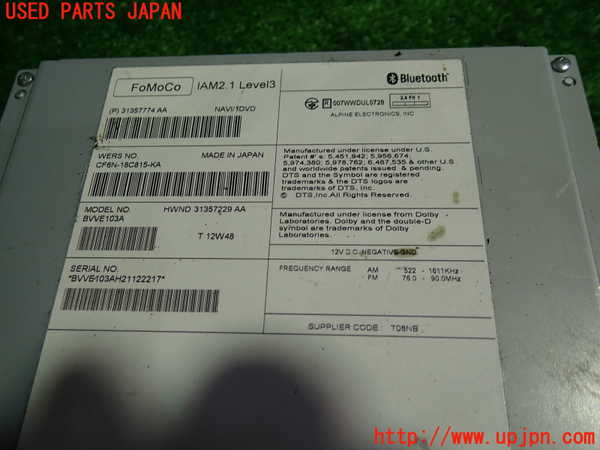 USED PARTS JAPAN
FoMoCo IAM2.1 Level3
(P) 31357774 AA NAVI/1DVD
WERS NO. MADE IN JAPAN
CF6N-18C815-KA
MODEL NO. HWND 31357229 AA
BVVE103A
T 12W48
SERIAL NO.
*BVVE103AH21122217*
Bluetooth
R 007WWDUL0728
2.4 FH 1
ALPINE ELECTRONICS, INC
Manufactured under license under U.S.
Patent #'s : 5,451,942; 5,956,674;
5,974,380; 5,978,762; 6,487,535 & other U.S.
and worldwide patents issued & pending.
DTS and the Symbol are registered
trademarks & the DTS logos are
trademarks of DTS, Inc.
© DTS,Inc.All Rights Reserved
Manufactured under license from Dolby
Laboratories. Dolby and the double-D
symbol are trademarks of Dolby
Laboratories.
12V D.C. NEGATIVE GND
FREQUENCY RANGE AM 522 - 1611KHz
FM 76.0 - 90.0MHz
SUPPLIER CODE : T08NB
http://www.upjpn.com/